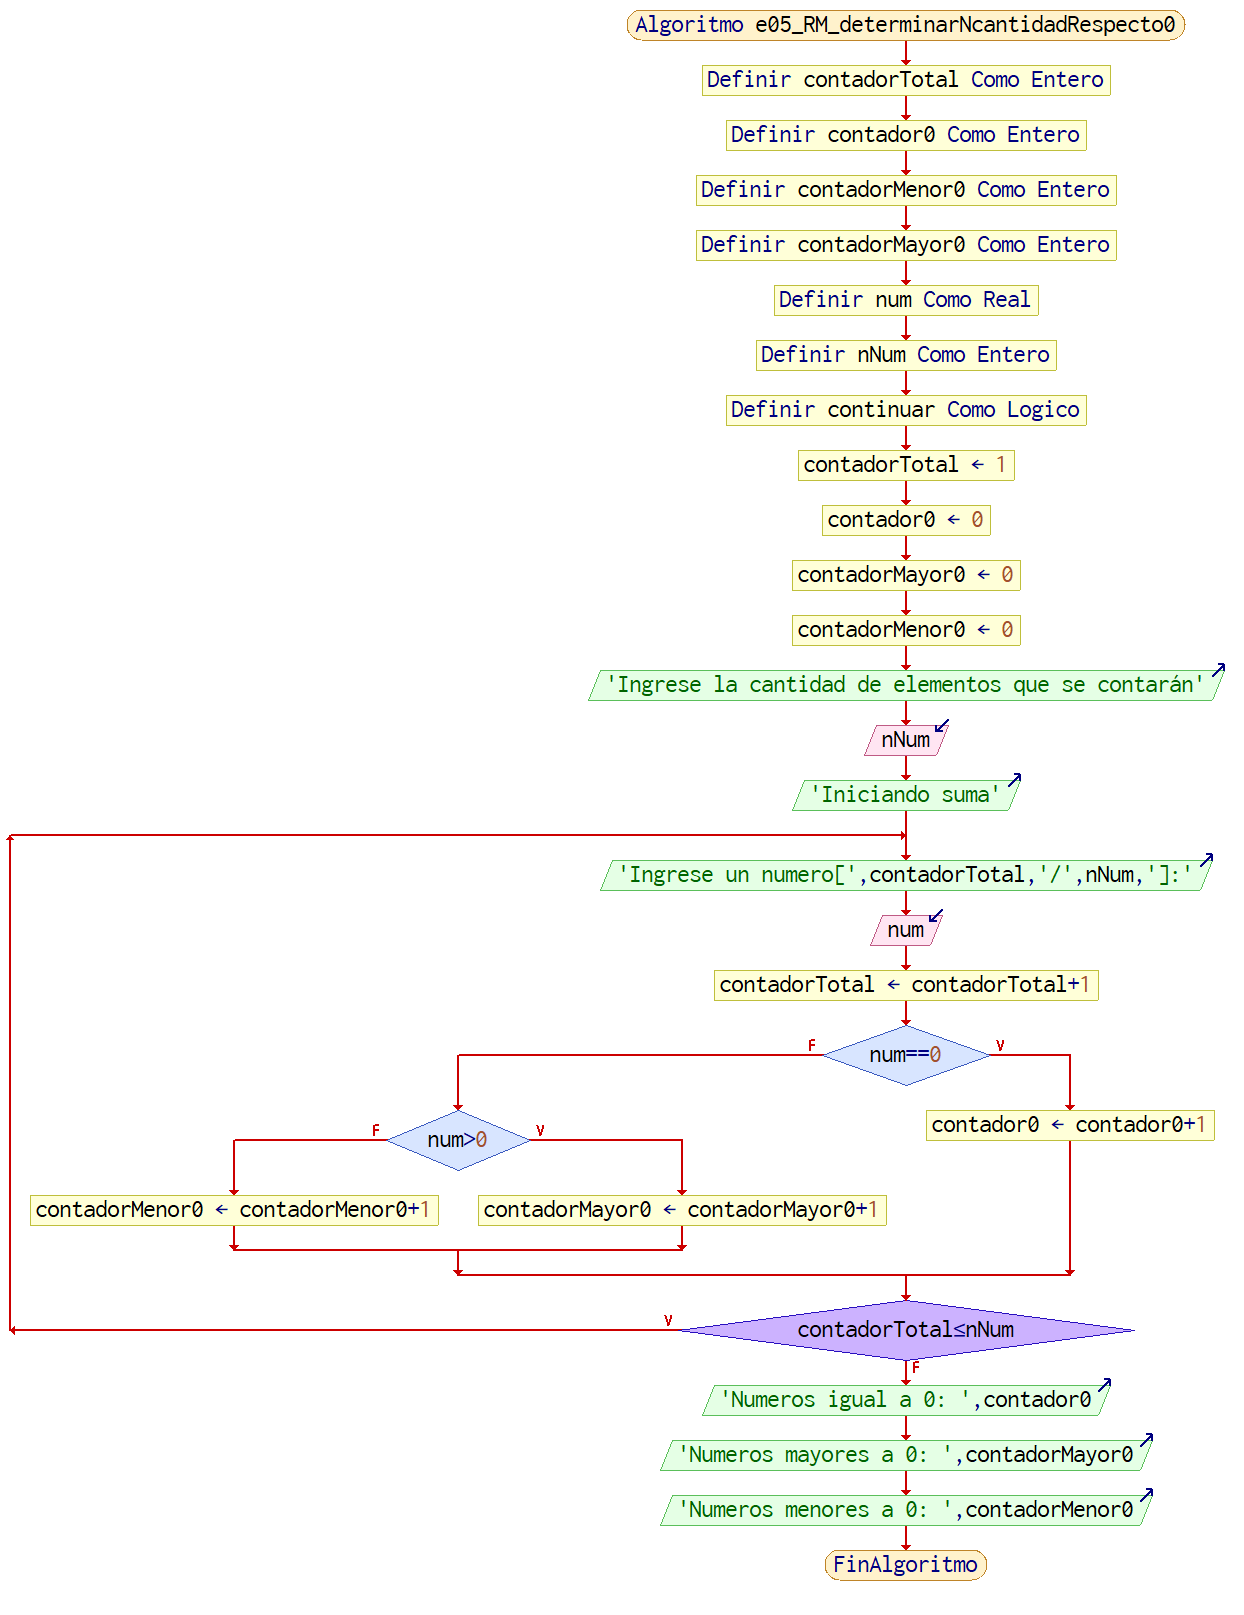 Algoritmo e05_RM_determinarNcantidadRespecto0
Definir contadorTotal Como Entero
Definir contador0 Como Entero
Definir contadorMenor0 Como Entero
Definir contadorMayor0 Como Entero
Definir num Como Real
Definir nNum Como Entero
Definir continuar Como Logico
contadorTotal ← 1
contador0 ← 0
contadorMayor0 ← 0
contadorMenor0 ← 0
'Ingrese la cantidad de elementos que se contarán'
nNum
'Iniciando suma'
'Ingrese un numero[',contadorTotal,'/',nNum,']:'
num
contadorTotal ← contadorTotal+1
F
V
num==0
contador0 ← contador0+1
F
V
num>0
contadorMenor0 ← contadorMenor0+1
contadorMayor0 ← contadorMayor0+1
V
contadorTotal≤nNum
F
'Numeros igual a 0: ',contador0
'Numeros mayores a 0: ',contadorMayor0
'Numeros menores a 0: ',contadorMenor0
FinAlgoritmo